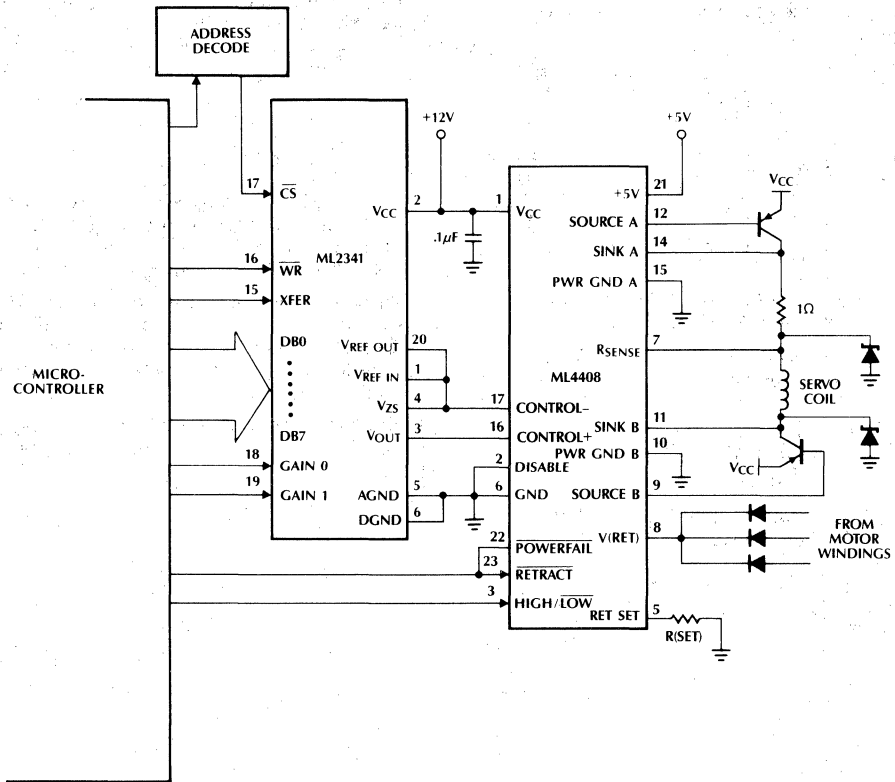 ADDRESS
DECODE
MICRO-
CONTROLLER
ML2341
17
CS
16
WR
15
XFER
DB0
DB7
18
GAIN 0
19
GAIN 1
+12V
VCC
2
.1µF
VREF OUT
20
VREF IN
1
VZS
4
VOUT
3
AGND
5
DGND
6
ML4408
1
VCC
17
CONTROL–
16
CONTROL+
2
DISABLE
6
GND
22
POWERFAIL
23
RETRACT
3
HIGH/LOW
+5V
+5V
21
SOURCE A
12
SINK A
14
PWR GND A
15
RSENSE
7
SINK B
11
PWR GND B
10
SOURCE B
9
V(RET)
8
RET SET
5
R(SET)
VCC
1Ω
SERVO
COIL
VCC
FROM
MOTOR
WINDINGS